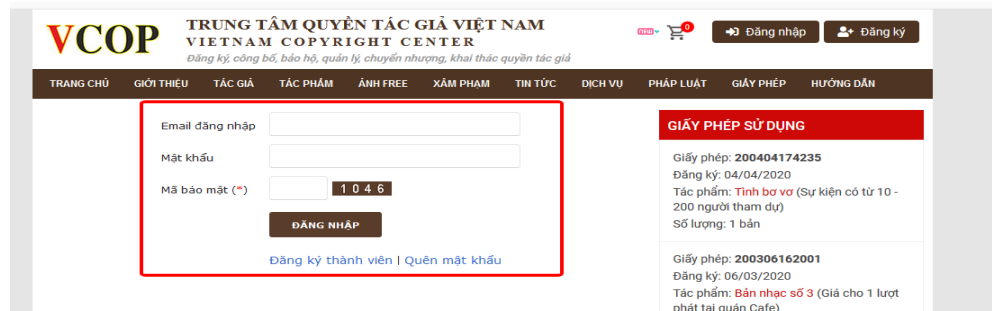 VCOP
TRUNG TÂM QUYỀN TÁC GIẢ VIỆT NAM
VIETNAM COPYRIGHT CENTER
Đăng ký, công bố, bảo hộ, quản lý, chuyển nhượng, khai thác quyền tác giả
0
Đăng nhập
Đăng ký
TRANG CHỦ GIỚI THIỆU TÁC GIẢ TÁC PHẨM ẢNH FREE XÂM PHẠM TIN TỨC DỊCH VỤ PHÁP LUẬT GIẤY PHÉP HƯỚNG DẪN
Email đăng nhập
Mật khẩu
Mã bảo mật (*)
1046
ĐĂNG NHẬP
Đăng ký thành viên | Quên mật khẩu
GIẤY PHÉP SỬ DỤNG
Giấy phép: 200404174235
Đăng ký: 04/04/2020
Tác phẩm: Tình bơ vơ (Sự kiện có từ 10 -
200 người tham dự)
Số lượng: 1 bản
Giấy phép: 200306162001
Đăng ký: 06/03/2020
Tác phẩm: Bản nhạc số 3 (Giá cho 1 lượt
phát tại quán Cafe)